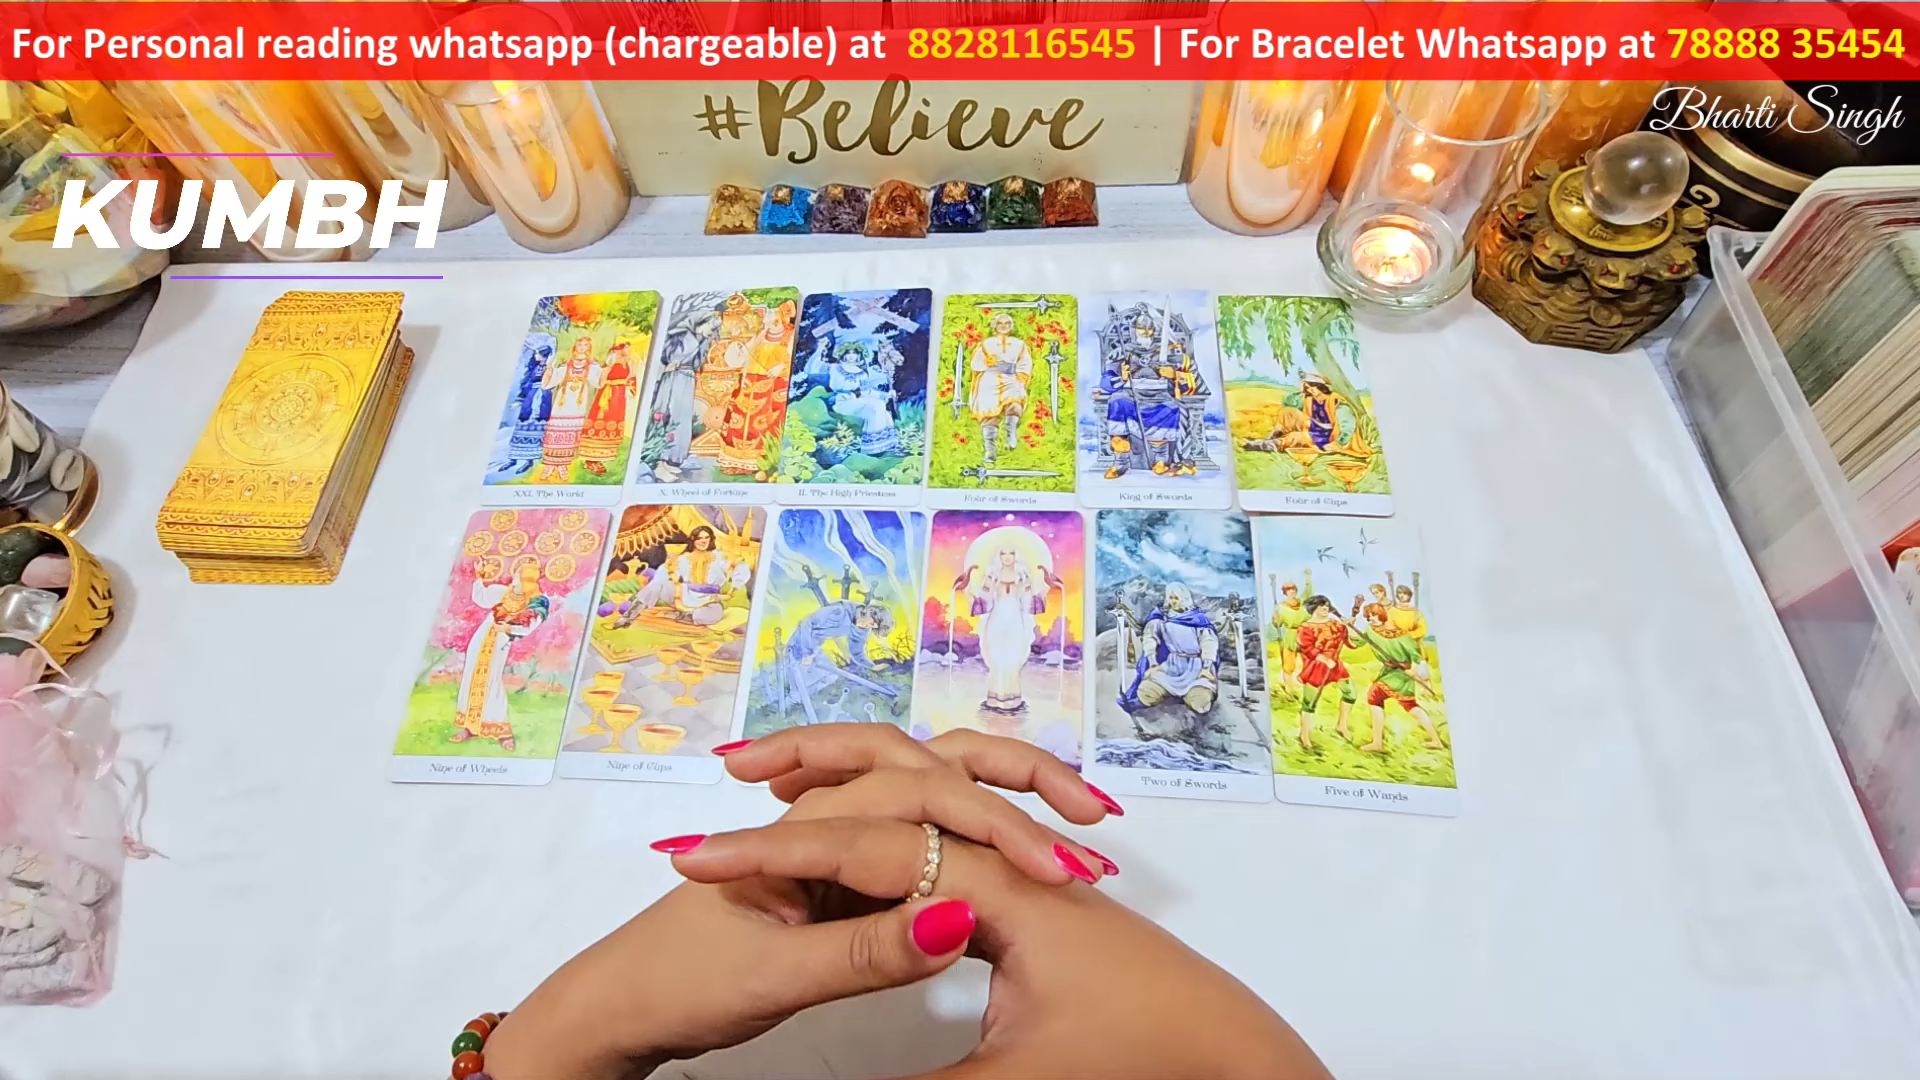 For Personal reading whatsapp (chargeable) at 8828116545 | For Bracelet Whatsapp at 78888 35454
#Believe
Bharti Singh
KUMBH
XXI. The World
X. Wheel of Fortune
II. The High Priestess
Four of Swords
King of Swords
Four of Cups
Nine of Wheels
Nine of Cups
Two of Swords
Five of Wands